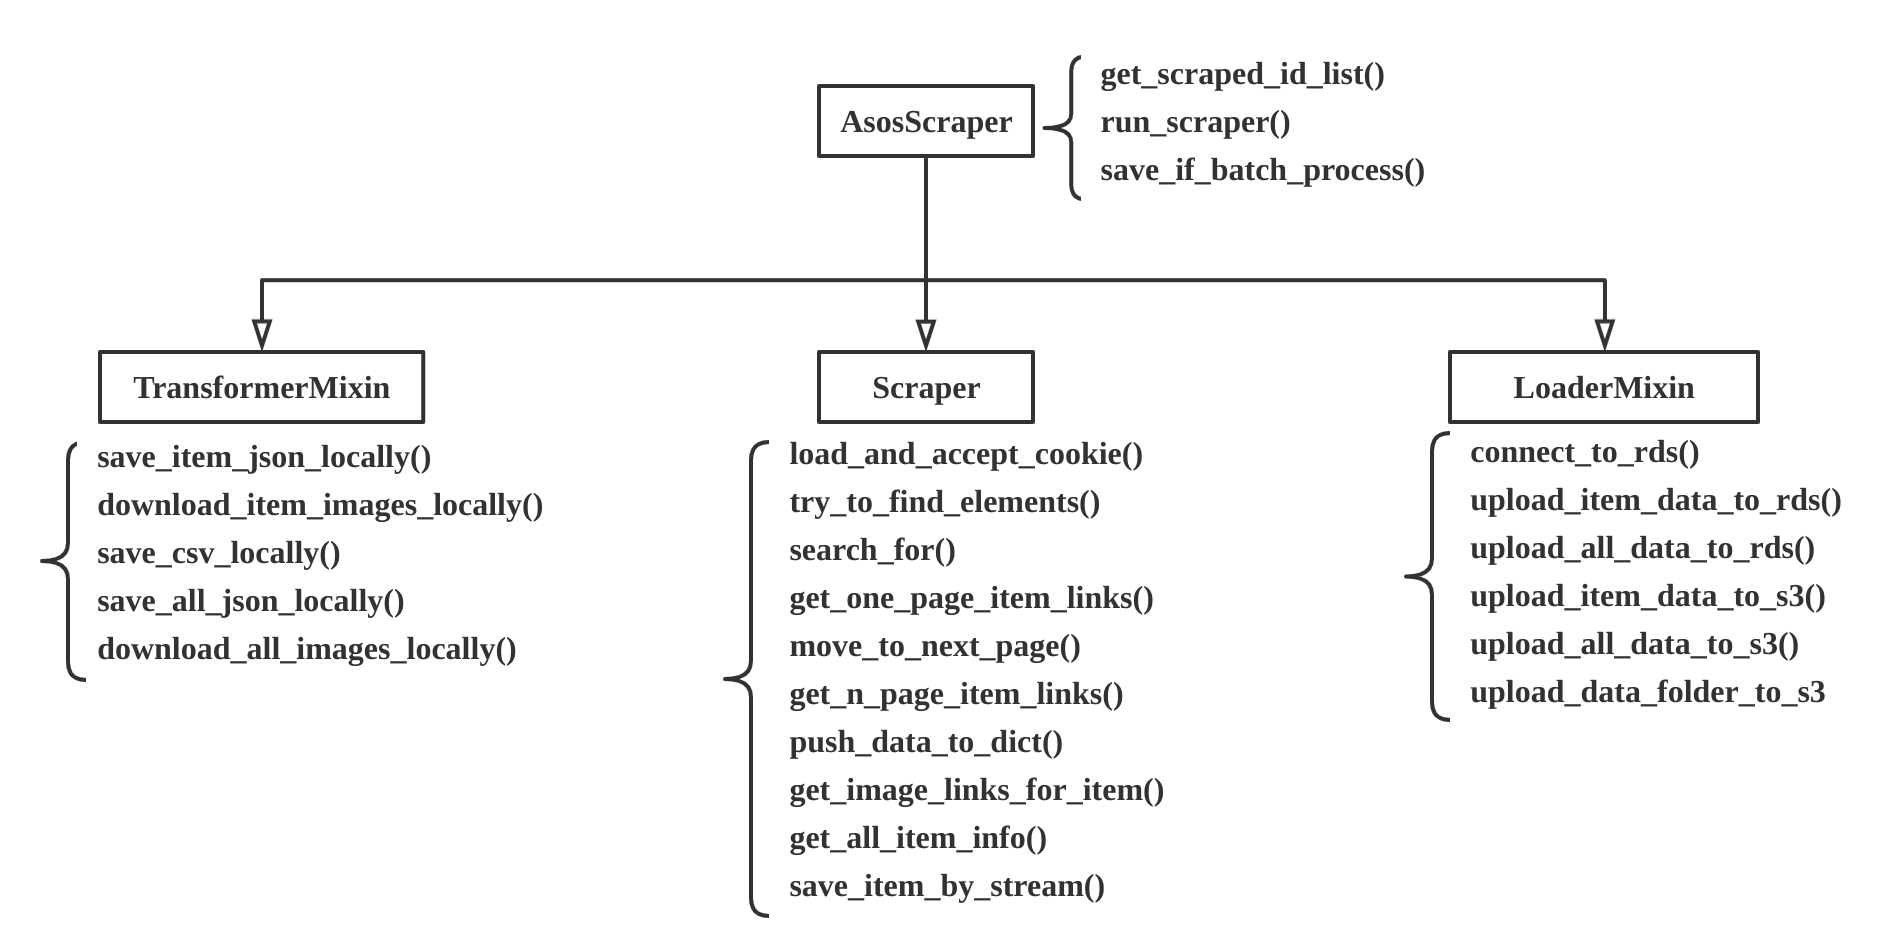 AsosScraper
get_scraped_id_list()
run_scraper()
save_if_batch_process()
TransformerMixin
save_item_json_locally()
download_item_images_locally()
save_csv_locally()
save_all_json_locally()
download_all_images_locally()
Scraper
load_and_accept_cookie()
try_to_find_elements()
search_for()
get_one_page_item_links()
move_to_next_page()
get_n_page_item_links()
push_data_to_dict()
get_image_links_for_item()
get_all_item_info()
save_item_by_stream()
LoaderMixin
connect_to_rds()
upload_item_data_to_rds()
upload_all_data_to_rds()
upload_item_data_to_s3()
upload_all_data_to_s3()
upload_data_folder_to_s3